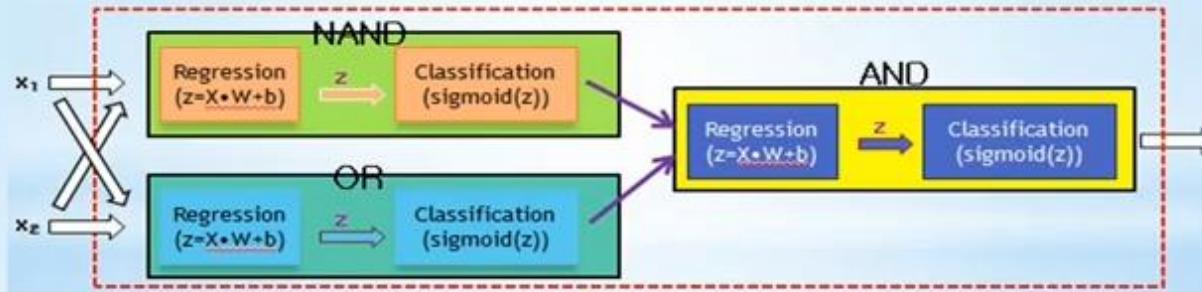 NAND
x₁
Regression
(z=X•W+b)
z
Classification
(sigmoid(z))
AND
Regression
(z=X•W+b)
z
Classification
(sigmoid(z))
OR
x₂
Regression
(z=X•W+b)
z
Classification
(sigmoid(z))